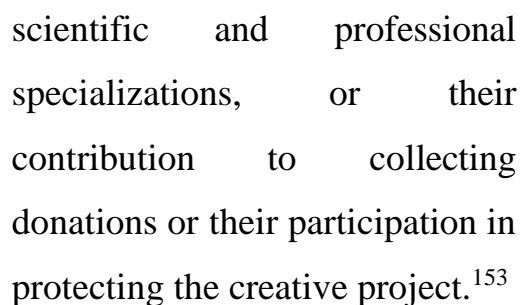 scientific and professional
specializations, or their
contribution to collecting
donations or their participation in
protecting the creative project.¹⁵³